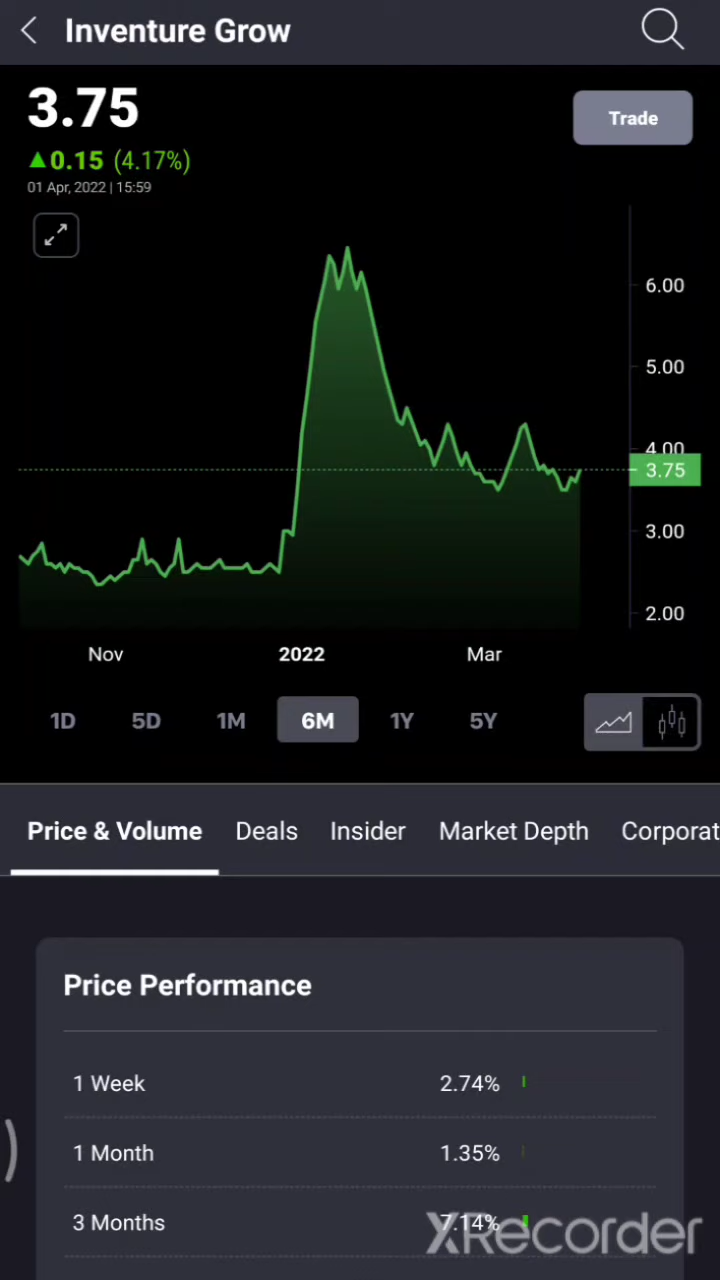 Inventure Grow
3.75
Trade
▲0.15 (4.17%)
01 Apr, 2022 | 15:59
6.00
5.00
4.00
3.75
3.00
2.00
Nov 2022 Mar
1D 5D 1M 6M 1Y 5Y
Price & Volume Deals Insider Market Depth Corporat
Price Performance
1 Week 2.74%
1 Month 1.35%
3 Months 7.14%
XRecorder